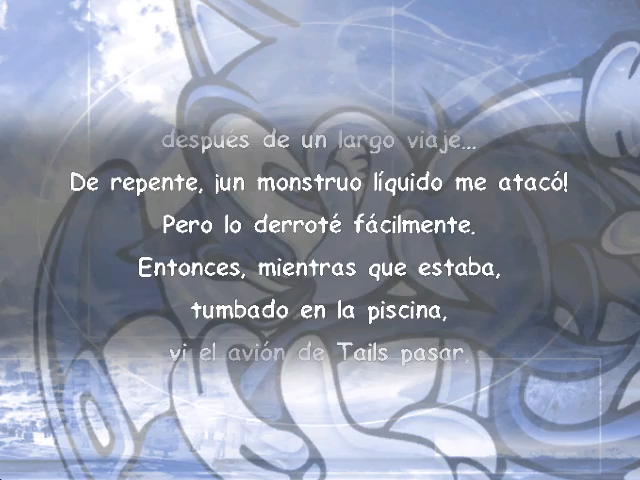 después de un largo viaje...
De repente, ¡un monstruo líquido me atacó!
Pero lo derroté fácilmente.
Entonces, mientras que estaba,
tumbado en la piscina,
vi el avión de Tails pasar,